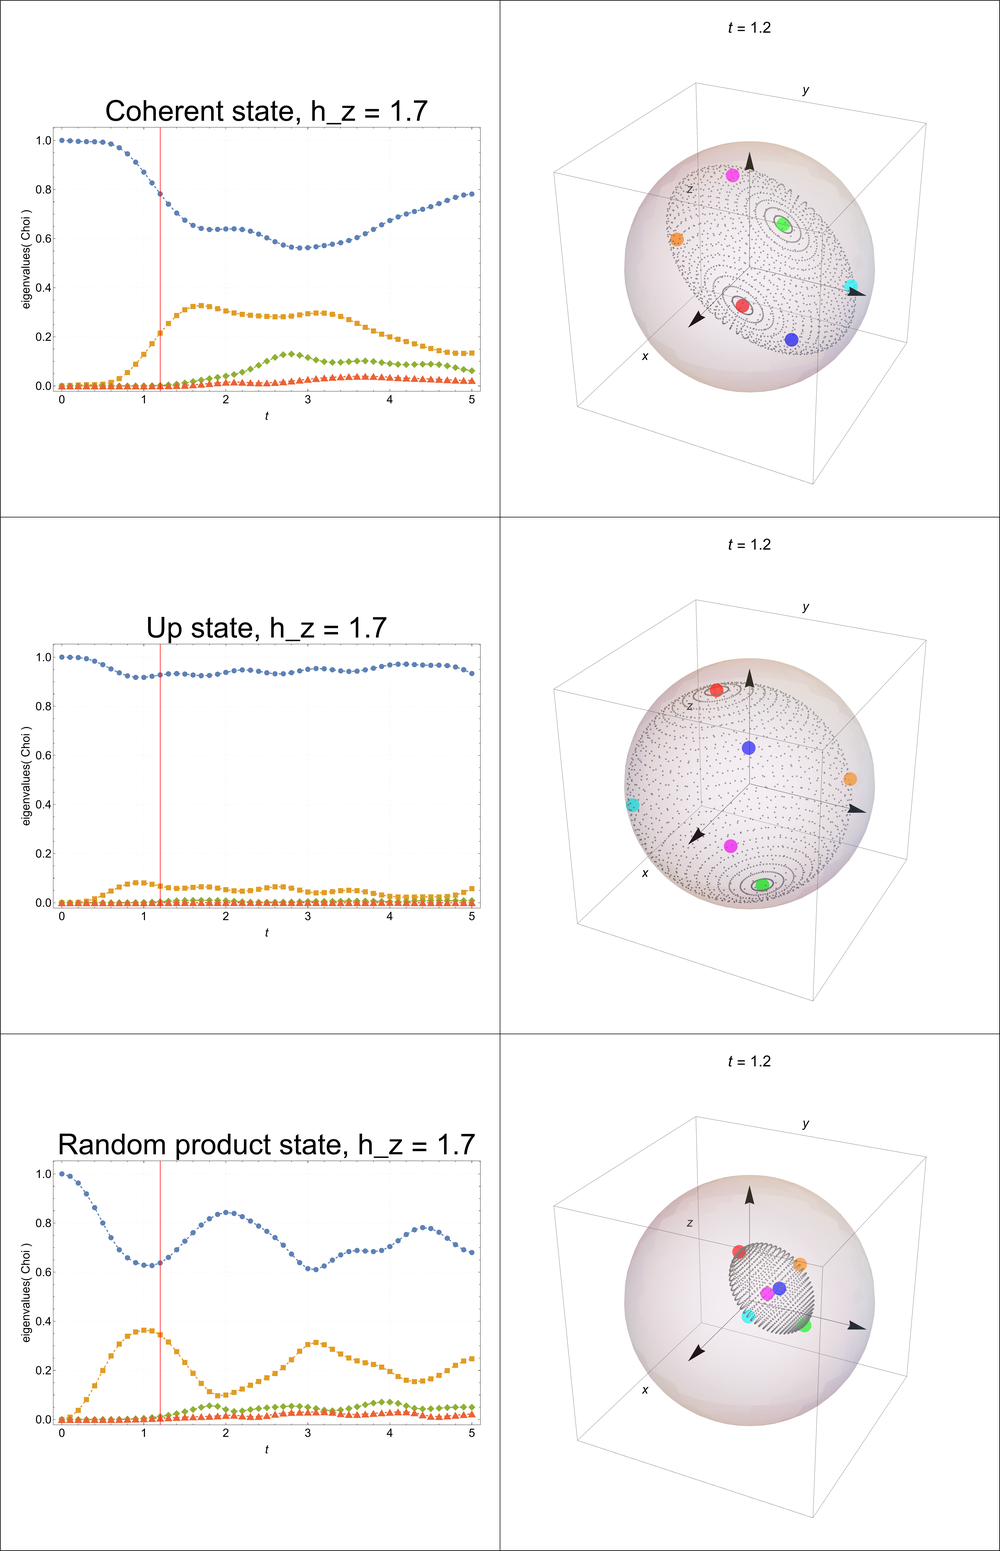 Coherent state, h_z = 1.7
eigenvalues( Choi )
1.0
0.8
0.6
0.4
0.2
0.0
0 1 2 3 4 5
t
t = 1.2
y
z
x
Up state, h_z = 1.7
eigenvalues( Choi )
1.0
0.8
0.6
0.4
0.2
0.0
0 1 2 3 4 5
t
t = 1.2
y
z
x
Random product state, h_z = 1.7
eigenvalues( Choi )
1.0
0.8
0.6
0.4
0.2
0.0
0 1 2 3 4 5
t
t = 1.2
y
z
x